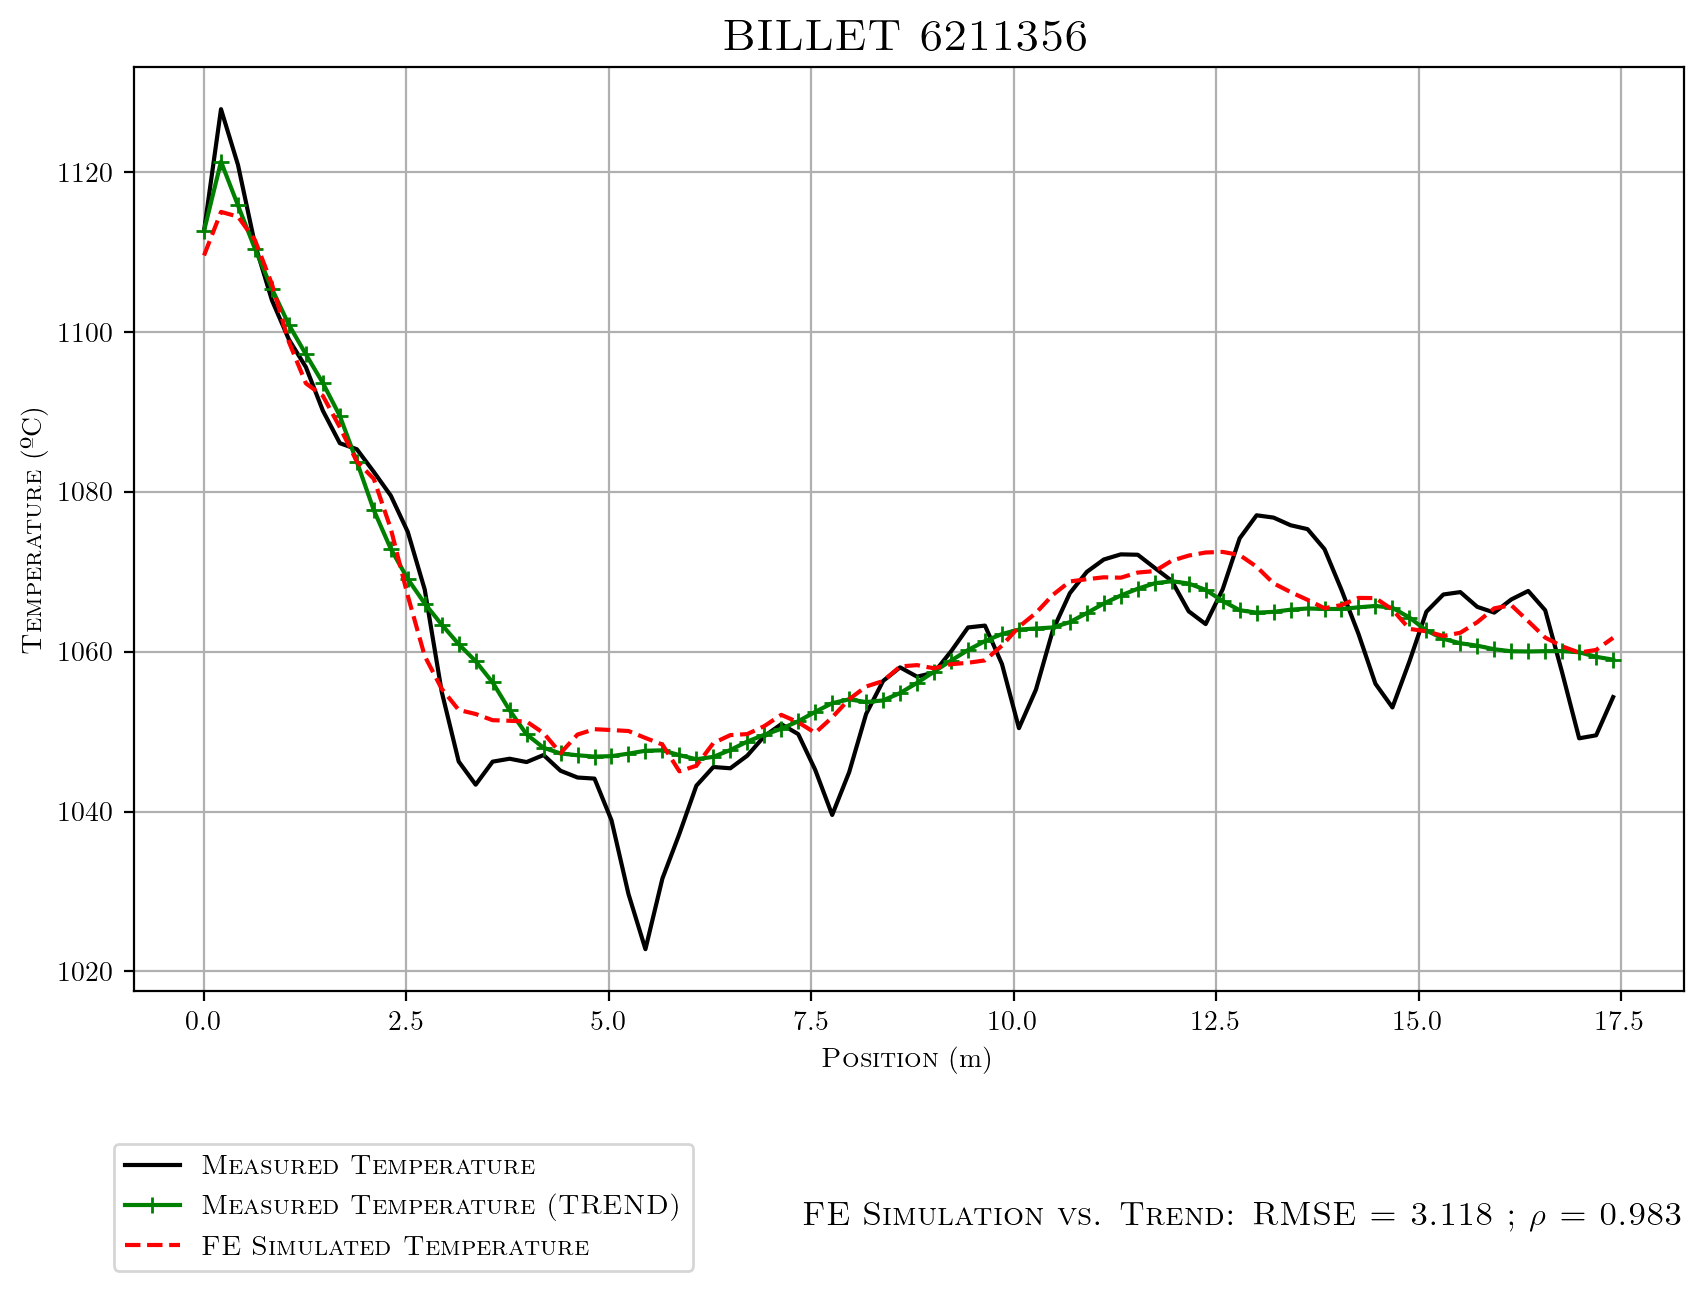 BILLET 6211356
1120
1100
1080
1060
1040
1020
Temperature (ºC)
0.0 2.5 5.0 7.5 10.0 12.5 15.0 17.5
Position (m)
Measured Temperature
Measured Temperature (TREND)
FE Simulated Temperature
FE Simulation vs. Trend: RMSE = 3.118 ; ρ = 0.983